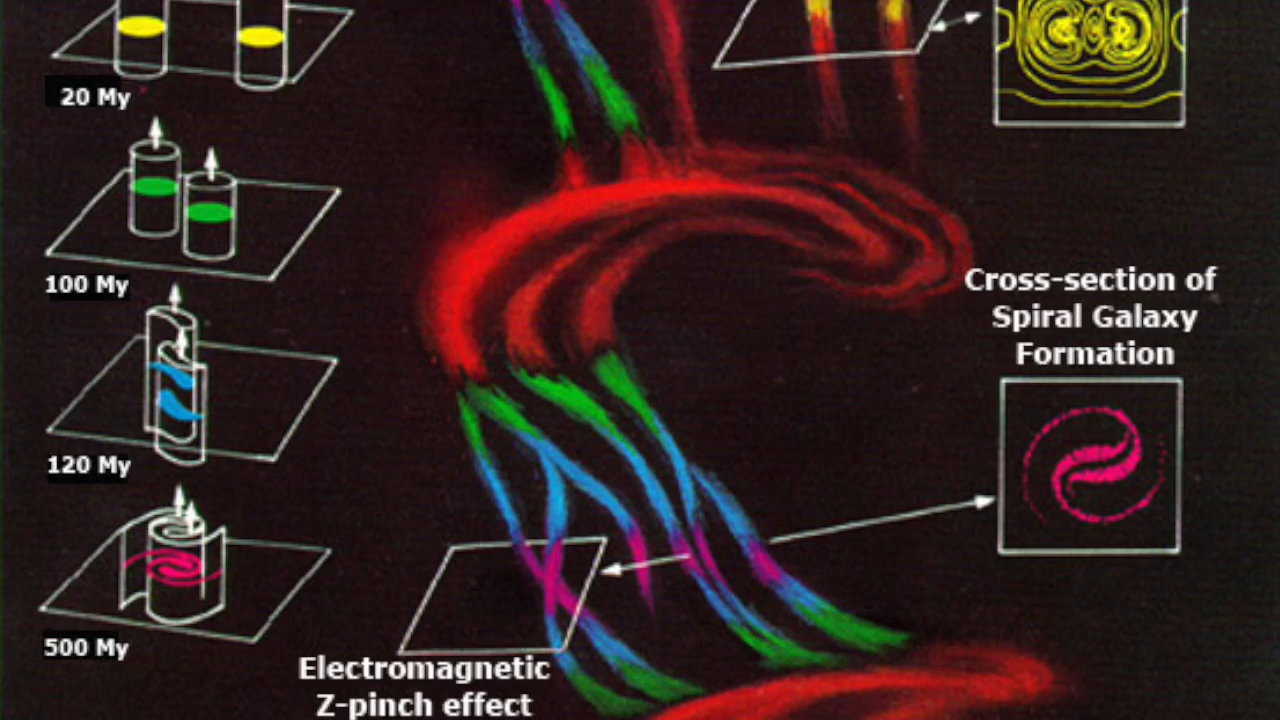 20 My
100 My
120 My
500 My
Cross-section of
Spiral Galaxy
Formation
Electromagnetic
Z-pinch effect